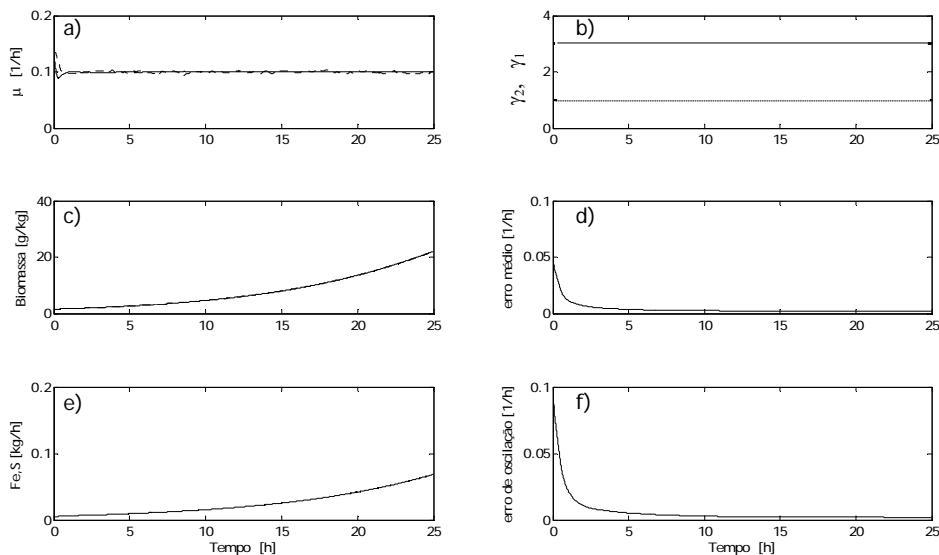 a)
μ [1/h]
0.2
0.1
0
0 5 10 15 20 25
b)
γ2, γ1
4
2
0
0 5 10 15 20 25
c)
Biomassa [g/kg]
40
20
0
0 5 10 15 20 25
d)
erro médio [1/h]
0.1
0.05
0
0 5 10 15 20 25
e)
Fe,S [kg/h]
0.2
0.1
0
0 5 10 15 20 25
Tempo [h]
f)
erro de oscilação [1/h]
0.1
0.05
0
0 5 10 15 20 25
Tempo [h]